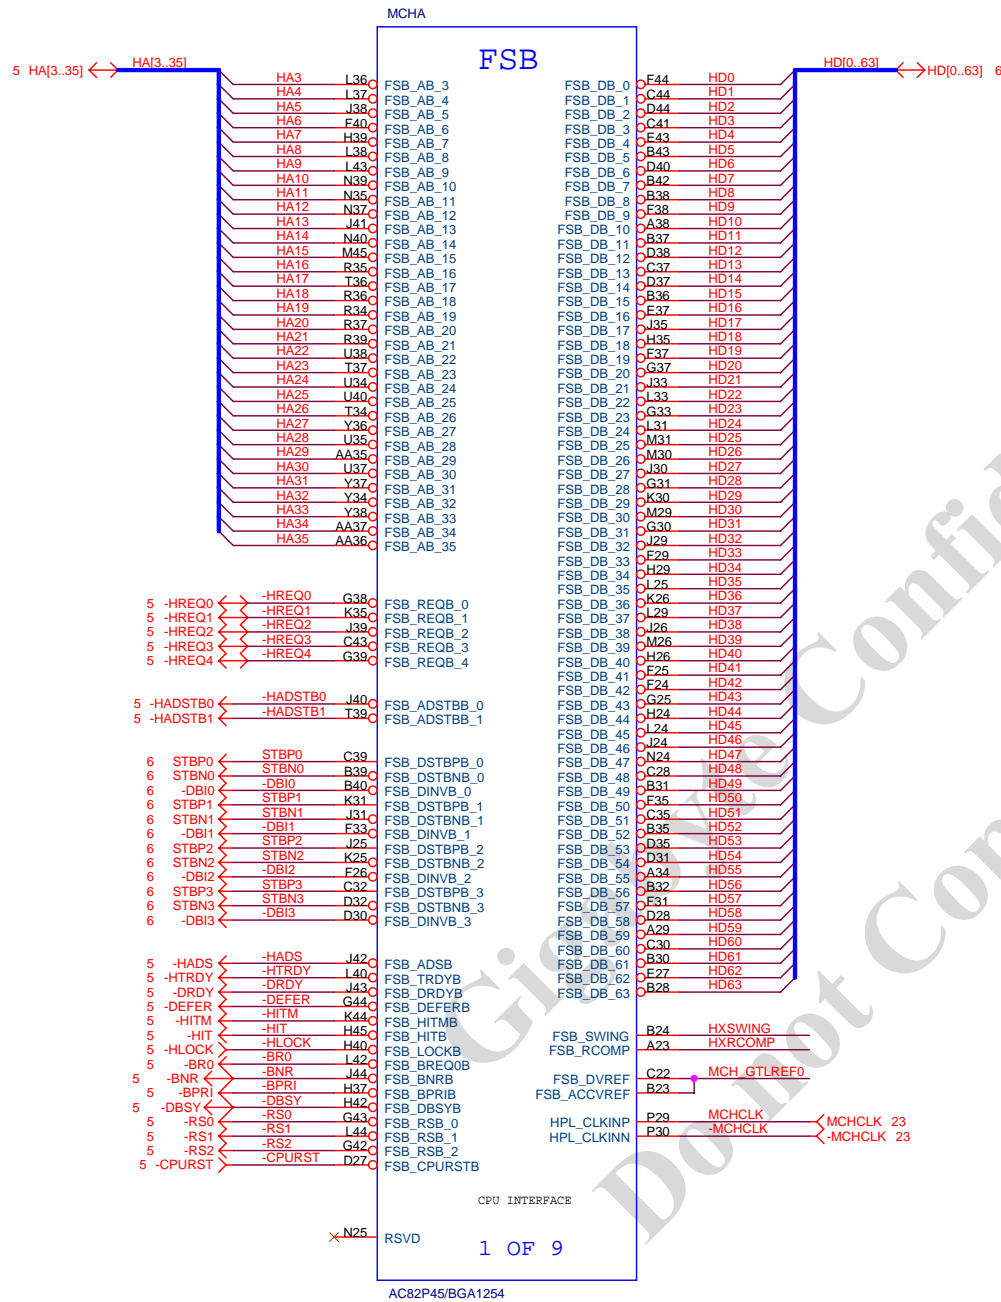 MCHA
FSB
5 HA[3..35] HA[3..35] HD[0..63] HD[0..63] 6
HA3 L36 FSB_AB_3 FSB_DB_0 F44 HD0
HA4 L37 FSB_AB_4 FSB_DB_1 C44 HD1
HA5 J38 FSB_AB_5 FSB_DB_2 D44 HD2
HA6 F40 FSB_AB_6 FSB_DB_3 C41 HD3
HA7 H39 FSB_AB_7 FSB_DB_4 E43 HD4
HA8 L38 FSB_AB_8 FSB_DB_5 B43 HD5
HA9 L43 FSB_AB_9 FSB_DB_6 D40 HD6
HA10 N39 FSB_AB_10 FSB_DB_7 B42 HD7
HA11 N35 FSB_AB_11 FSB_DB_8 B38 HD8
HA12 N37 FSB_AB_12 FSB_DB_9 F38 HD9
HA13 J41 FSB_AB_13 FSB_DB_10 A38 HD10
HA14 N40 FSB_AB_14 FSB_DB_11 B37 HD11
HA15 M45 FSB_AB_15 FSB_DB_12 D38 HD12
HA16 R35 FSB_AB_16 FSB_DB_13 C37 HD13
HA17 T36 FSB_AB_17 FSB_DB_14 D37 HD14
HA18 R36 FSB_AB_18 FSB_DB_15 B36 HD15
HA19 R34 FSB_AB_19 FSB_DB_16 E37 HD16
HA20 R37 FSB_AB_20 FSB_DB_17 J35 HD17
HA21 R39 FSB_AB_21 FSB_DB_18 H35 HD18
HA22 U38 FSB_AB_22 FSB_DB_19 F37 HD19
HA23 T37 FSB_AB_23 FSB_DB_20 G37 HD20
HA24 U34 FSB_AB_24 FSB_DB_21 J33 HD21
HA25 U40 FSB_AB_25 FSB_DB_22 L33 HD22
HA26 T34 FSB_AB_26 FSB_DB_23 G33 HD23
HA27 Y36 FSB_AB_27 FSB_DB_24 L31 HD24
HA28 U35 FSB_AB_28 FSB_DB_25 M31 HD25
HA29 AA35 FSB_AB_29 FSB_DB_26 M30 HD26
HA30 U37 FSB_AB_30 FSB_DB_27 J30 HD27
HA31 Y37 FSB_AB_31 FSB_DB_28 G31 HD28
HA32 Y34 FSB_AB_32 FSB_DB_29 K30 HD29
HA33 Y38 FSB_AB_33 FSB_DB_30 M29 HD30
HA34 AA37 FSB_AB_34 FSB_DB_31 G30 HD31
HA35 AA36 FSB_AB_35 FSB_DB_32 J29 HD32
FSB_DB_33 F29 HD33
FSB_DB_34 H29 HD34
FSB_DB_35 L25 HD35
5 -HREQ0 -HREQ0 G38 FSB_REQB_0 FSB_DB_36 K26 HD36
5 -HREQ1 -HREQ1 K35 FSB_REQB_1 FSB_DB_37 L29 HD37
5 -HREQ2 -HREQ2 J39 FSB_REQB_2 FSB_DB_38 J26 HD38
5 -HREQ3 -HREQ3 C43 FSB_REQB_3 FSB_DB_39 M26 HD39
5 -HREQ4 -HREQ4 G39 FSB_REQB_4 FSB_DB_40 H26 HD40
FSB_DB_41 F25 HD41
FSB_DB_42 F24 HD42
5 -HADSTB0 -HADSTB0 J40 FSB_ADSTBB_0 FSB_DB_43 G25 HD43
5 -HADSTB1 -HADSTB1 T39 FSB_ADSTBB_1 FSB_DB_44 H24 HD44
FSB_DB_45 L24 HD45
FSB_DB_46 J24 HD46
6 STBP0 STBP0 C39 FSB_DSTBPB_0 FSB_DB_47 N24 HD47
6 STBN0 STBN0 B39 FSB_DSTBNB_0 FSB_DB_48 C28 HD48
6 -DBI0 -DBI0 B40 FSB_DINVB_0 FSB_DB_49 B31 HD49
6 STBP1 STBP1 K31 FSB_DSTBPB_1 FSB_DB_50 F35 HD50
6 STBN1 STBN1 J31 FSB_DSTBNB_1 FSB_DB_51 C35 HD51
6 -DBI1 -DBI1 F33 FSB_DINVB_1 FSB_DB_52 B35 HD52
6 STBP2 STBP2 J25 FSB_DSTBPB_2 FSB_DB_53 D35 HD53
6 STBN2 STBN2 K25 FSB_DSTBNB_2 FSB_DB_54 D31 HD54
6 -DBI2 -DBI2 F26 FSB_DINVB_2 FSB_DB_55 A34 HD55
6 STBP3 STBP3 C32 FSB_DSTBPB_3 FSB_DB_56 B32 HD56
6 STBN3 STBN3 D32 FSB_DSTBNB_3 FSB_DB_57 F31 HD57
6 -DBI3 -DBI3 D30 FSB_DINVB_3 FSB_DB_58 D28 HD58
FSB_DB_59 A29 HD59
FSB_DB_60 C30 HD60
5 -HADS -HADS J42 FSB_ADSB FSB_DB_61 B30 HD61
5 -HTRDY -HTRDY L40 FSB_TRDYB FSB_DB_62 E27 HD62
5 -DRDY -DRDY J43 FSB_DRDYB FSB_DB_63 B28 HD63
5 -DEFER -DEFER G44 FSB_DEFERB
5 -HITM -HITM K44 FSB_HITMB
5 -HIT -HIT H45 FSB_HITB FSB_SWING B24 HXSWING
5 -HLOCK -HLOCK H40 FSB_LOCKB FSB_RCOMP A23 HXRCOMP
5 -BR0 -BR0 L42 FSB_BREQ0B
5 -BNR -BNR J44 FSB_BNRB FSB_DVREF C22 MCH_GTLREF0
5 -BPRI -BPRI H37 FSB_BPRIB FSB_ACCVREF B23
5 -DBSY -DBSY H42 FSB_DBSYB
5 -RS0 -RS0 G43 FSB_RSB_0 HPL_CLKINP P29 MCHCLK MCHCLK 23
5 -RS1 -RS1 L44 FSB_RSB_1 HPL_CLKINN P30 -MCHCLK -MCHCLK 23
5 -RS2 -RS2 G42 FSB_RSB_2
5 -CPURST -CPURST D27 FSB_CPURSTB
CPU INTERFACE
N25 RSVD
1 OF 9
AC82P45/BGA1254
Gigabyte Confid
Do not Cop